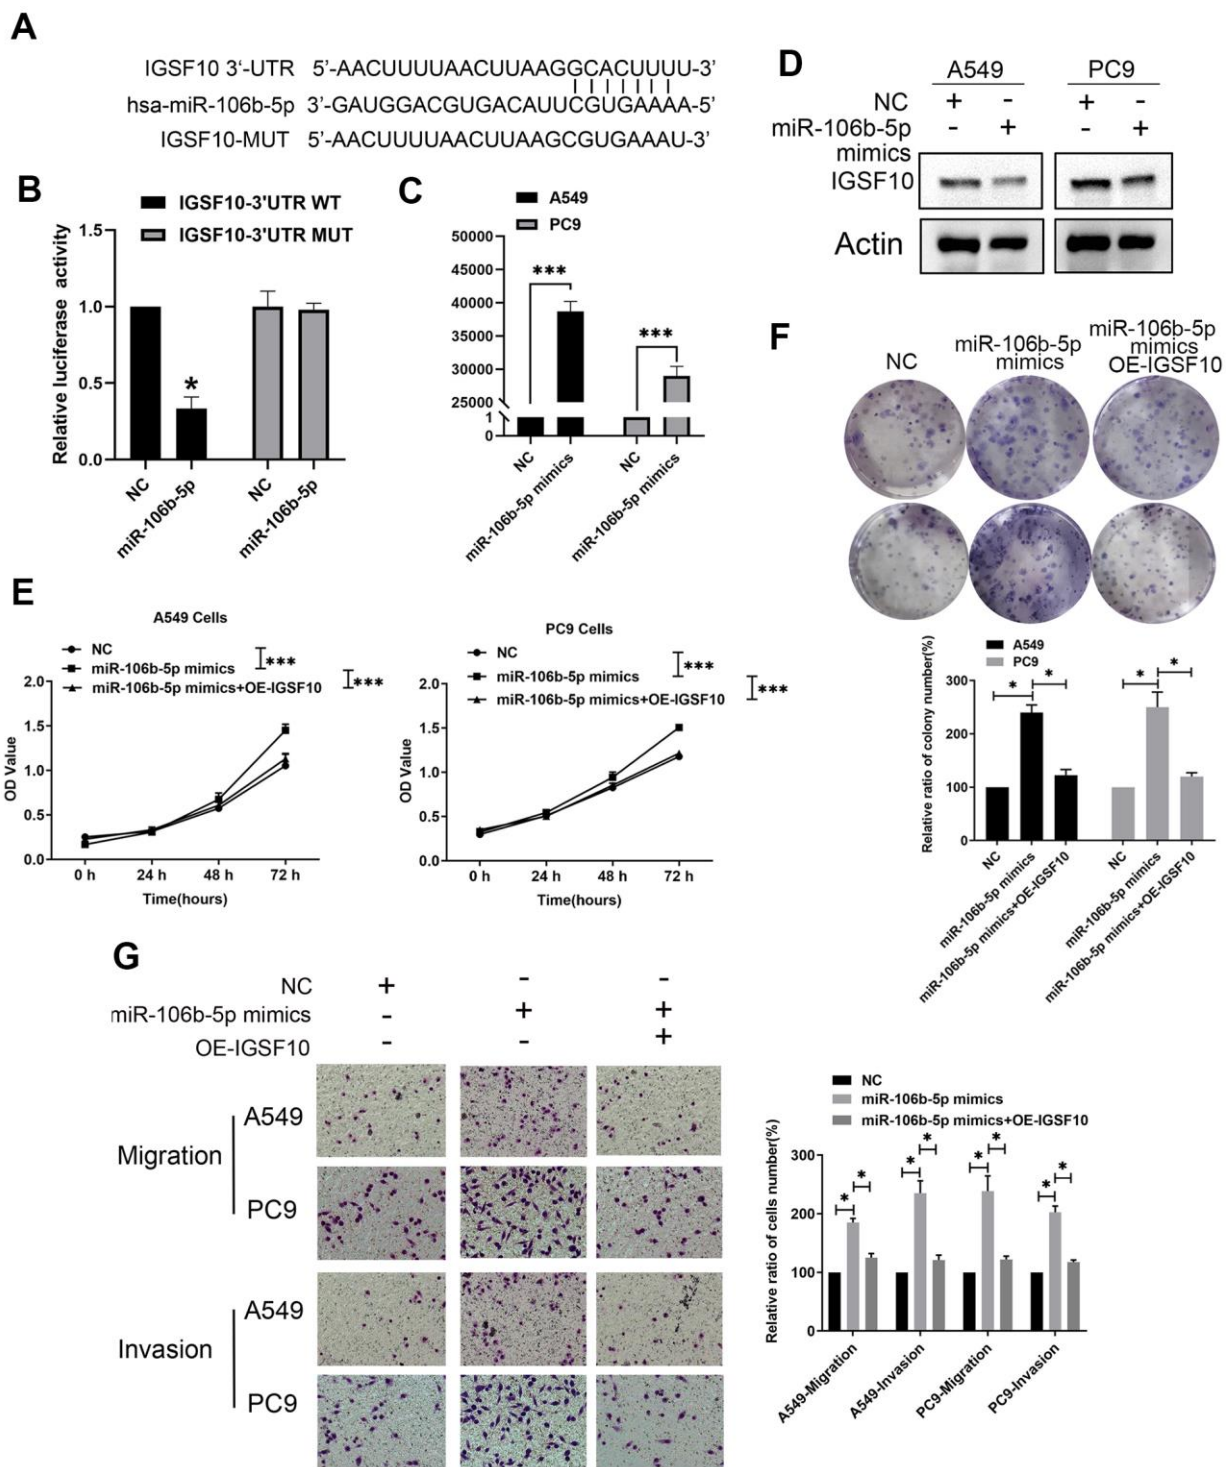 A
IGSF10 3‘-UTR 5’-AACUUUUAACUUAAGGCACUUUU-3’
hsa-miR-106b-5p 3’-GAUGGACGUGACAUUCGUGAAAA-5’
IGSF10-MUT 5’-AACUUUUAACUUAAGCGUGAAAU-3’
B
IGSF10-3'UTR WT
IGSF10-3'UTR MUT
Relative luciferase activity
1.5
1.0
0.5
0.0
*
NC
miR-106b-5p
NC
miR-106b-5p
C
A549
PC9
50000
45000
40000
35000
30000
25000
1
0
***
***
NC
miR-106b-5p mimics
NC
miR-106b-5p mimics
D
A549 PC9
NC + - + -
miR-106b-5p mimics - + - +
IGSF10
Actin
E
A549 Cells
NC
miR-106b-5p mimics
miR-106b-5p mimics+OE-IGSF10
***
***
OD Value
2.0
1.5
1.0
0.5
0.0
0 h 24 h 48 h 72 h
Time(hours)
PC9 Cells
NC
miR-106b-5p mimics
miR-106b-5p mimics+OE-IGSF10
***
***
OD Value
2.0
1.5
1.0
0.5
0.0
0 h 24 h 48 h 72 h
Time(hours)
F
NC
miR-106b-5p
mimics
miR-106b-5p
mimics
OE-IGSF10
A549
PC9
Relative ratio of colony number(%)
300
200
100
0
* * * *
NC
miR-106b-5p mimics
miR-106b-5p mimics+OE-IGSF10
NC
miR-106b-5p mimics
miR-106b-5p mimics+OE-IGSF10
G
NC + - -
miR-106b-5p mimics - + +
OE-IGSF10 - - +
Migration
A549
PC9
Invasion
A549
PC9
NC
miR-106b-5p mimics
miR-106b-5p mimics+OE-IGSF10
Relative ratio of cells number(%)
300
200
100
0
* * * * * * * *
A549-Migration
A549-Invasion
PC9-Migration
PC9-Invasion